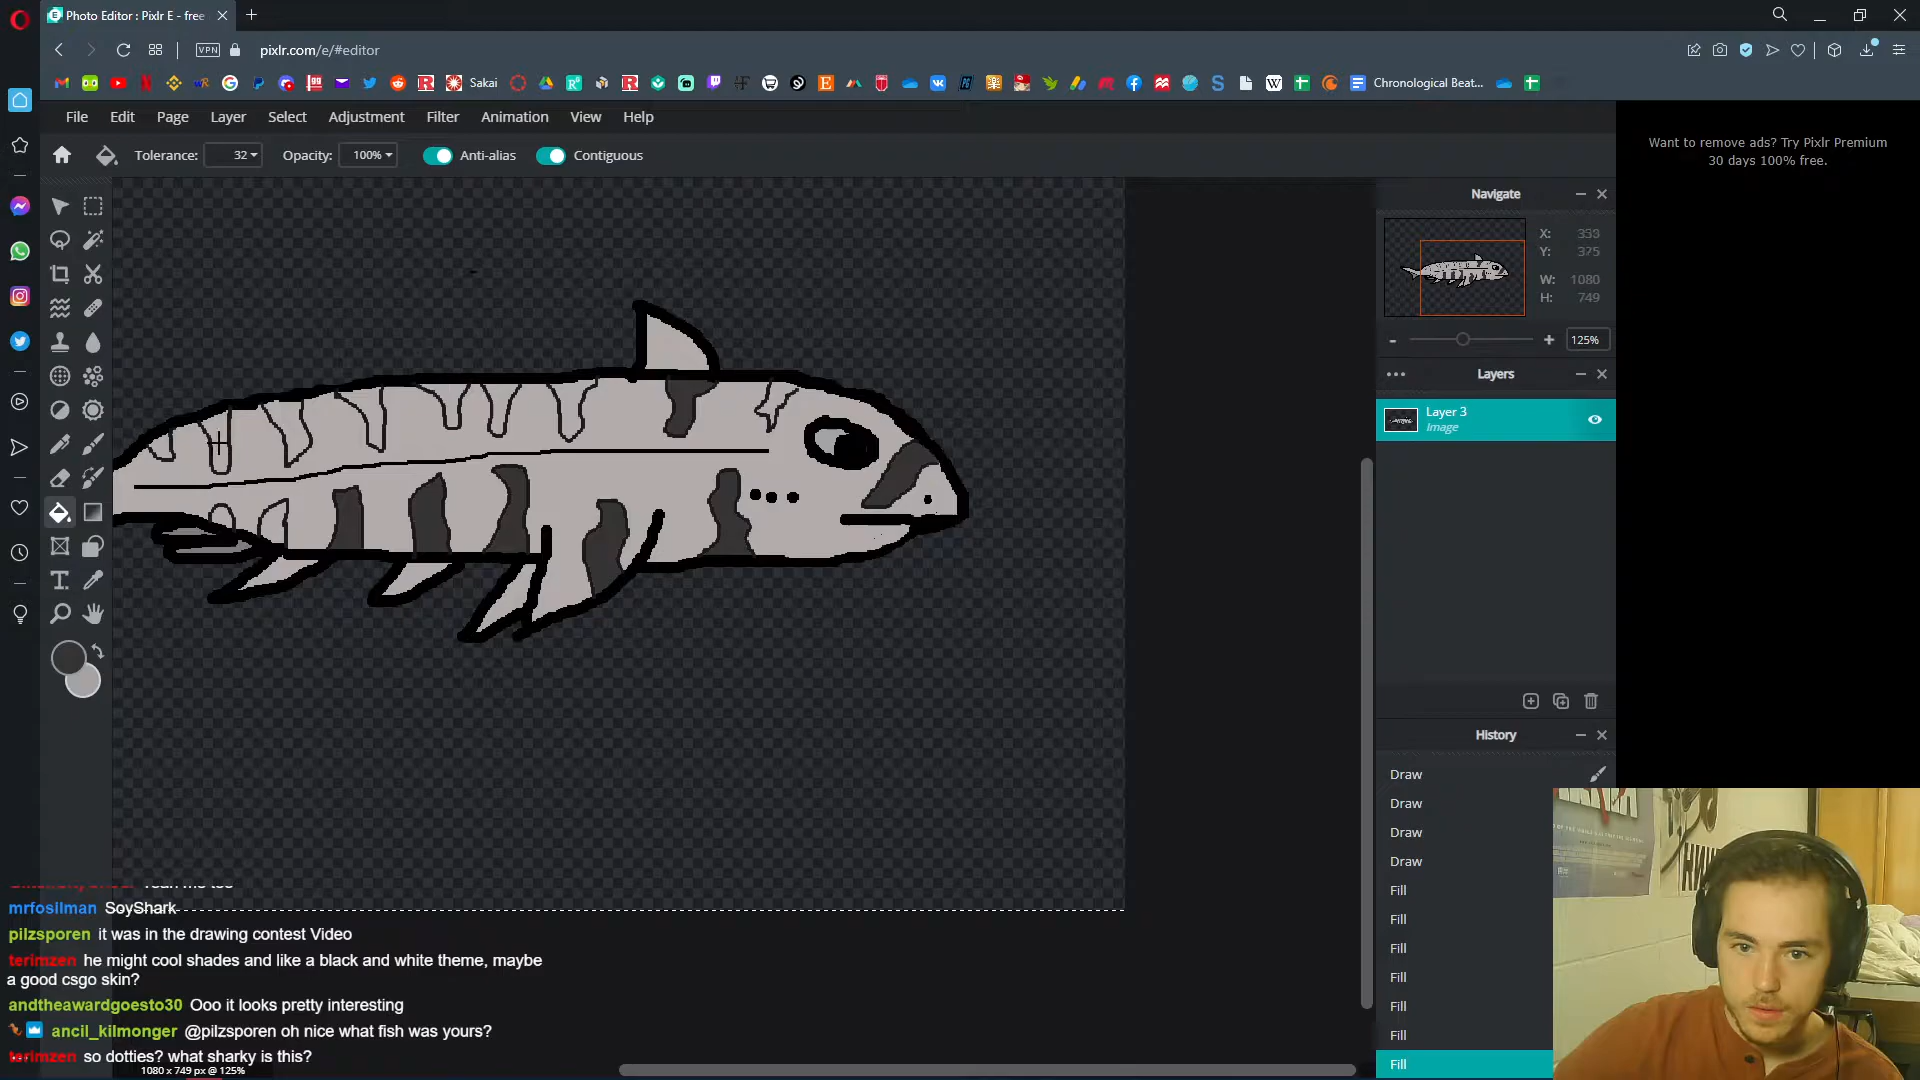 Photo Editor : Pixlr E - free
VPN
pixlr.com/e/#editor
Sakai
Chronological Beat...
File Edit Page Layer Select Adjustment Filter Animation View Help
Tolerance: 32 Opacity: 100% Anti-alias Contiguous
Want to remove ads? Try Pixlr Premium
30 days 100% free.
Navigate
X: 333
Y: 375
W: 1080
H: 749
125%
Layers
Layer 3
Image
History
Draw
Draw
Draw
Draw
Fill
Fill
Fill
Fill
Fill
Fill
Fill
mrfosilman SoyShark
pilzsporen it was in the drawing contest Video
terimzen he might cool shades and like a black and white theme, maybe
a good csgo skin?
andtheawardgoesto30 Ooo it looks pretty interesting
ancil_kilmonger @pilzsporen oh nice what fish was yours?
terimzen so dotties? what sharky is this?
1080 x 749 px @ 125%